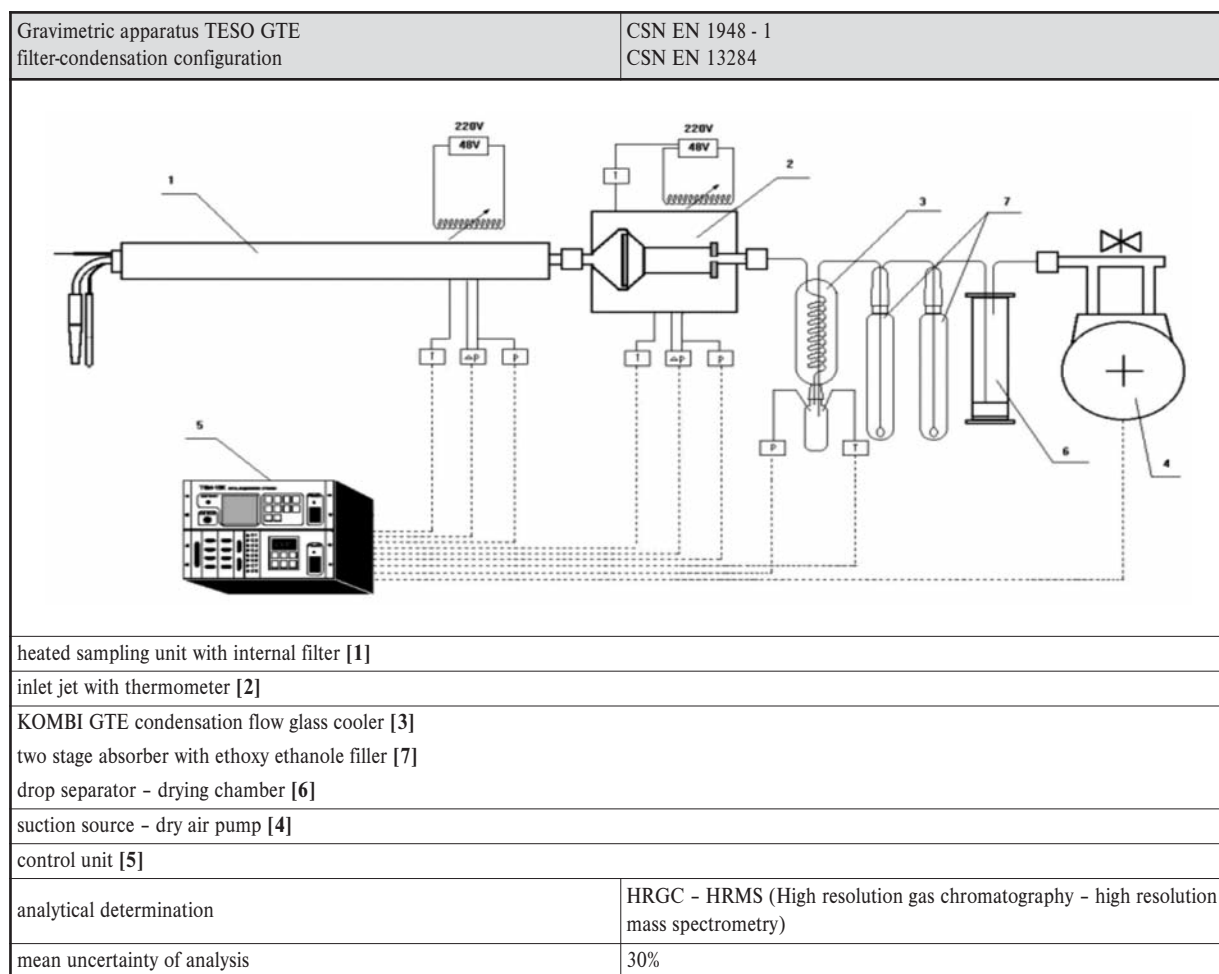 Gravimetric apparatus TESO GTE
filter-condensation configuration
CSN EN 1948 - 1
CSN EN 13284
220V
48V
220V
48V
T
1
2
3
7
T
ΔP
P
T
ΔP
P
P
T
5
6
4
heated sampling unit with internal filter [1]
inlet jet with thermometer [2]
KOMBI GTE condensation flow glass cooler [3]
two stage absorber with ethoxy ethanole filler [7]
drop separator – drying chamber [6]
suction source – dry air pump [4]
control unit [5]
analytical determination
HRGC – HRMS (High resolution gas chromatography – high resolution
mass spectrometry)
mean uncertainty of analysis
30%